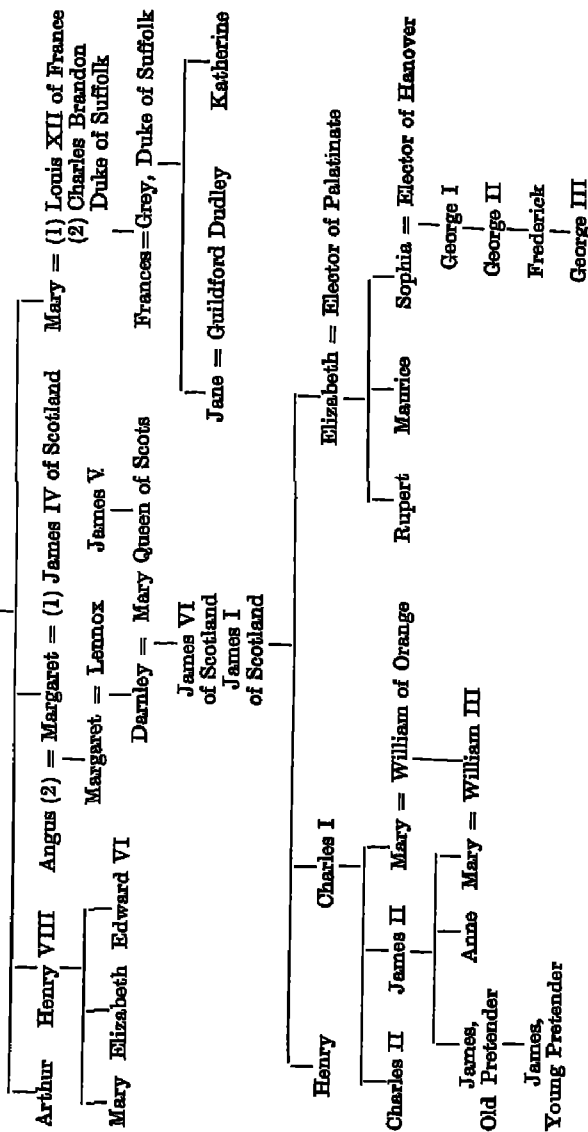 Arthur Henry VIII Angus (2) = Margaret = (1) James IV of Scotland Mary = (1) Louis XII of France
(2) Charles Brandon
Duke of Suffolk
Mary Elizabeth Edward VI
Margaret = Lennox James V
Frances=Grey, Duke of Suffolk
Darnley = Mary Queen of Scots
Jane = Guildford Dudley Katherine
James VI
of Scotland
James I
of Scotland
Henry Charles I Elizabeth = Elector of Palatinate
Charles II James II Mary = William of Orange Rupert Maurice Sophia = Elector of Hanover
James,
Old Pretender
Anne Mary = William III
George I
James,
Young Pretender
George II
Frederick
George III